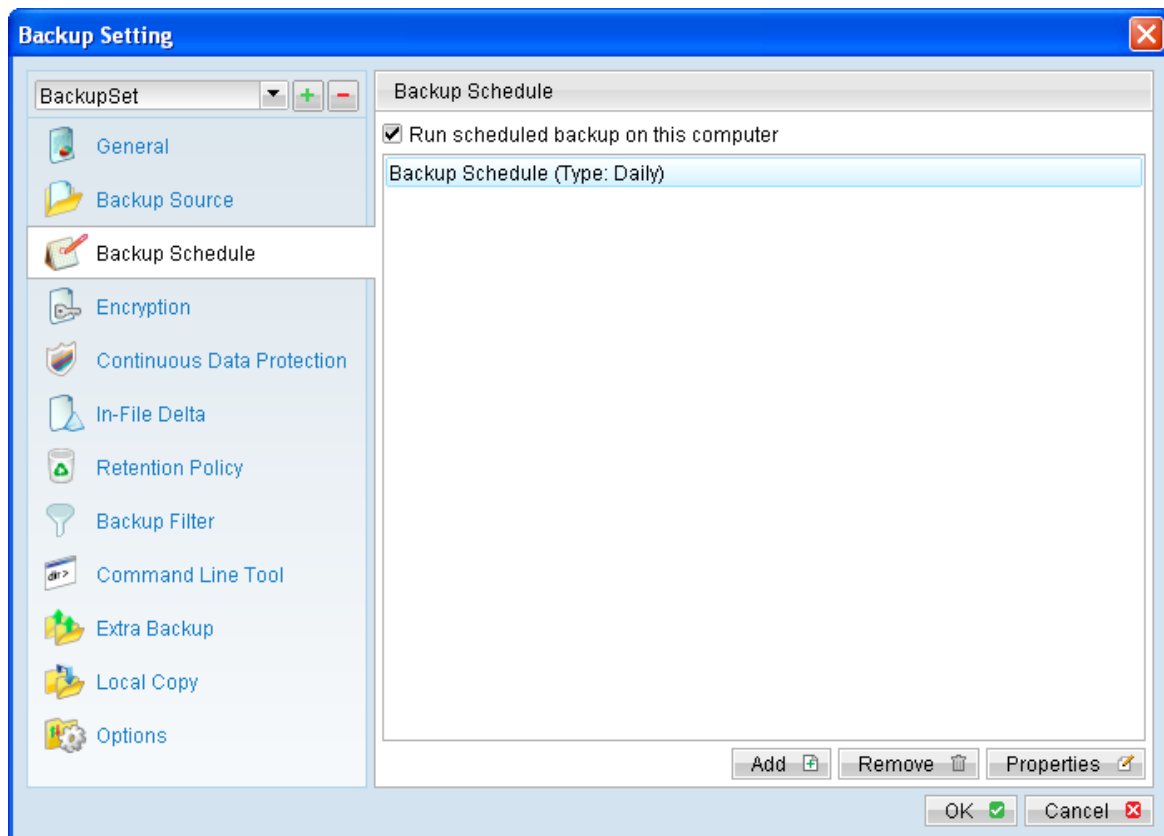 Backup Setting
BackupSet
General
Backup Source
Backup Schedule
Encryption
Continuous Data Protection
In-File Delta
Retention Policy
Backup Filter
dir>
Command Line Tool
Extra Backup
Local Copy
Options
Backup Schedule
Run scheduled backup on this computer
Backup Schedule (Type: Daily)
Add
Remove
Properties
OK
Cancel